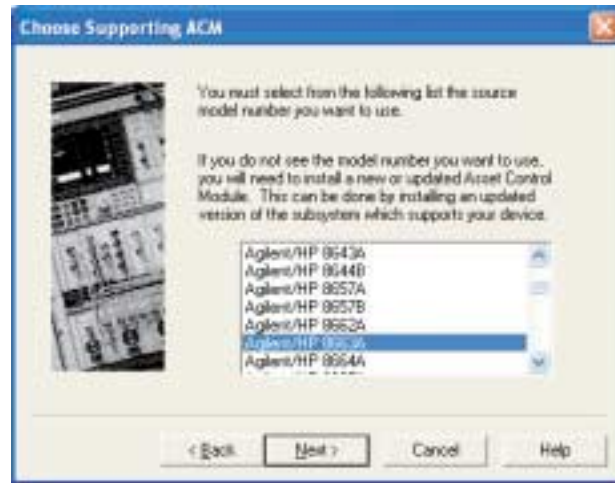 Choose Supporting ACM
You must select from the following list the source
model number you want to use.
If you do not see the model number you want to use,
you will need to install a new or updated Asset Control
Module. This can be done by installing an updated
version of the subsystem which supports your device.
Agilent/HP 8643A
Agilent/HP 8644B
Agilent/HP 8657A
Agilent/HP 8657B
Agilent/HP 8662A
Agilent/HP 8663A
Agilent/HP 8664A
< Back
Next >
Cancel
Help